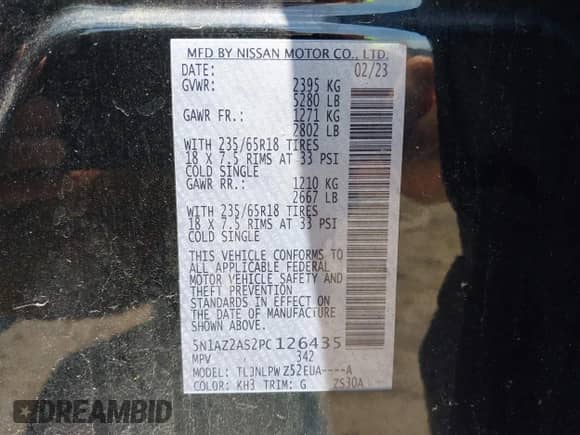 MFD BY NISSAN MOTOR CO., LTD.
DATE: 02/23
GVWR: 2395 KG
5280 LB
GAWR FR.: 1271 KG
2802 LB
WITH 235/65R18 TIRES
18 X 7.5 RIMS AT 33 PSI
COLD SINGLE
GAWR RR.: 1210 KG
2667 LB
WITH 235/65R18 TIRES
18 X 7.5 RIMS AT 33 PSI
COLD SINGLE
THIS VEHICLE CONFORMS TO
ALL APPLICABLE FEDERAL
MOTOR VEHICLE SAFETY AND
THEFT PREVENTION
STANDARDS IN EFFECT ON
THE DATE OF MANUFACTURE
SHOWN ABOVE.
5N1AZ2AS2PC126435
MPV 342
MODEL: TL3NLPW Z52EUA----A
COLOR: KH3 TRIM: G ZS30A
DREAMBID